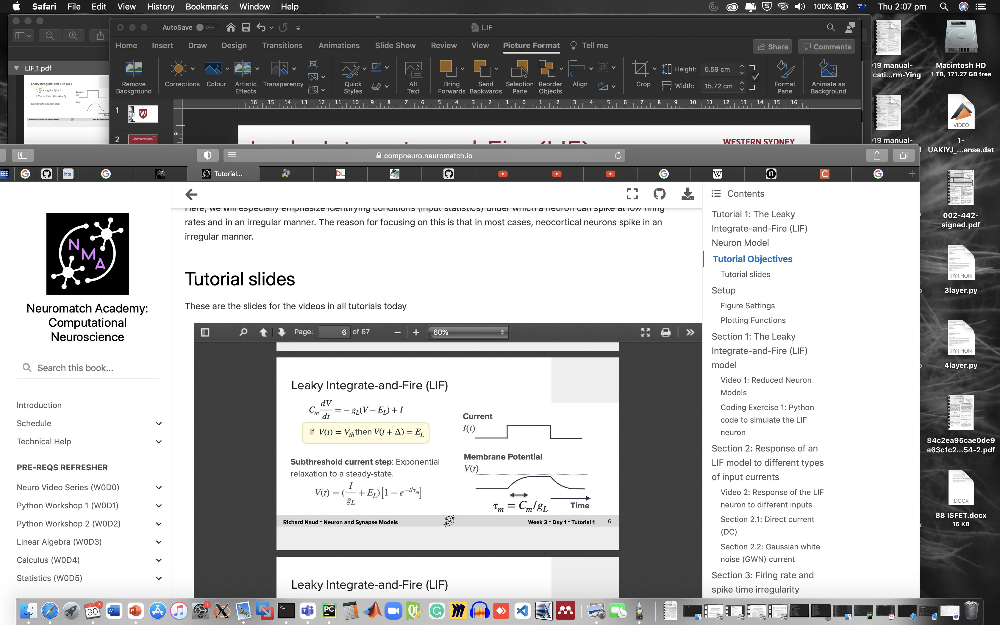 Safari File Edit View History Bookmarks Window Help
100% Thu 2:07 pm
AutoSave OFF LIF
Home Insert Draw Design Transitions Animations Slide Show Review View Picture Format Tell me Share Comments
Remove Background
Corrections
Colour
Artistic Effects
Transparency
Quick Styles
Alt Text
Bring Forwards
Send Backwards
Selection Pane
Reorder Objects
Align
Crop
Height: 5.59 cm
Width: 15.72 cm
Format Pane
Animate as Background
LIF_1.pdf
Leaky Integrate-and-Fire (LIF)
Suprathreshold current step:
Current
16 15 14 13 12 11 10 9 8 7 6 5 4 3 2 1 0 1 2 3 4 5 6 7 8 9 10 11 12 13 14 15 16
1
2
9
WESTERN SYDNEY
compneuro.neuromatch.io
Tutorial...
Neuromatch Academy:
Computational
Neuroscience
N
M
A
Search this book...
Introduction
Schedule
Technical Help
PRE-REQS REFRESHER
Neuro Video Series (W0D0)
Python Workshop 1 (W0D1)
Python Workshop 2 (W0D2)
Linear Algebra (W0D3)
Calculus (W0D4)
Statistics (W0D5)
Here, we will especially emphasize identifying conditions (input statistics) under which a neuron can spike at low firing
rates and in an irregular manner. The reason for focusing on this is that in most cases, neocortical neurons spike in an
irregular manner.
Tutorial slides
These are the slides for the videos in all tutorials today
Page: 6 of 67 60%
Leaky Integrate-and-Fire (LIF)
C_m dV/dt = − g_L(V − E_L) + I
If V(t) = V_th then V(t + Δ) = E_L
Subthreshold current step: Exponential
relaxation to a steady-state.
V(t) = (I/g_L + E_L)[1 − e^{−t/τ_m}]
Current
I(t)
Membrane Potential
V(t)
τ_m = C_m/g_L
Time
Richard Naud • Neuron and Synapse Models
Week 3 • Day 1 • Tutorial 1 6
Leaky Integrate-and-Fire (LIF)
Contents
Tutorial 1: The Leaky
Integrate-and-Fire (LIF)
Neuron Model
Tutorial Objectives
Tutorial slides
Setup
Figure Settings
Plotting Functions
Section 1: The Leaky
Integrate-and-Fire (LIF)
model
Video 1: Reduced Neuron
Models
Coding Exercise 1: Python
code to simulate the LIF
neuron
Section 2: Response of an
LIF model to different types
of input currents
Video 2: Response of the LIF
neuron to different inputs
Section 2.1: Direct current
(DC)
Section 2.2: Gaussian white
noise (GWN) current
Section 3: Firing rate and
spike time irregularity
19 manual-
cati...rm-Ying
19 manual-
Macintosh HD
1 TB, 171.27 GB free
VIDEO
1-
UAKIYJ_...ense.dat
002-442-
signed.pdf
PYTHON
3layer.py
PYTHON
4layer.py
84c2ea95cae0de9
a63c1c2...54-2.pdf
DOCX
88 ISFET.docx
16 KB
SEP
30
5
1